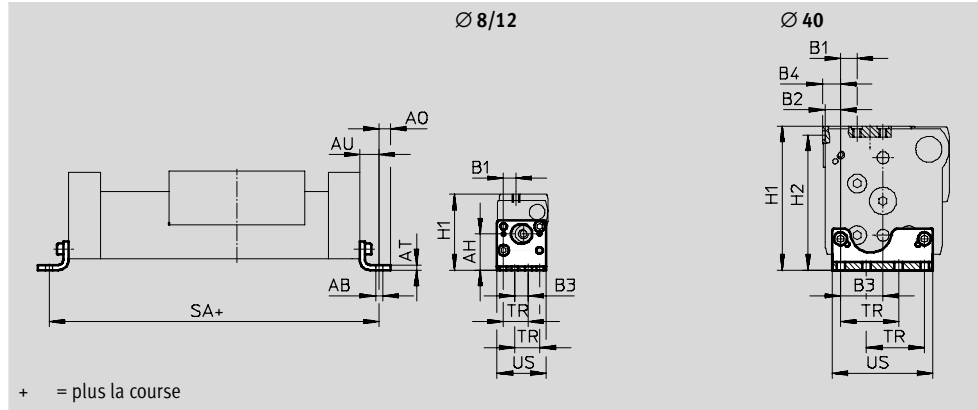 Ø 8/12
Ø 40
B1
B4
B2
AO
AU
B1
H1
AH
H1
H2
AT
AB
B3
B3
SA+
TR
TR
TR
TR
US
US
+ = plus la course